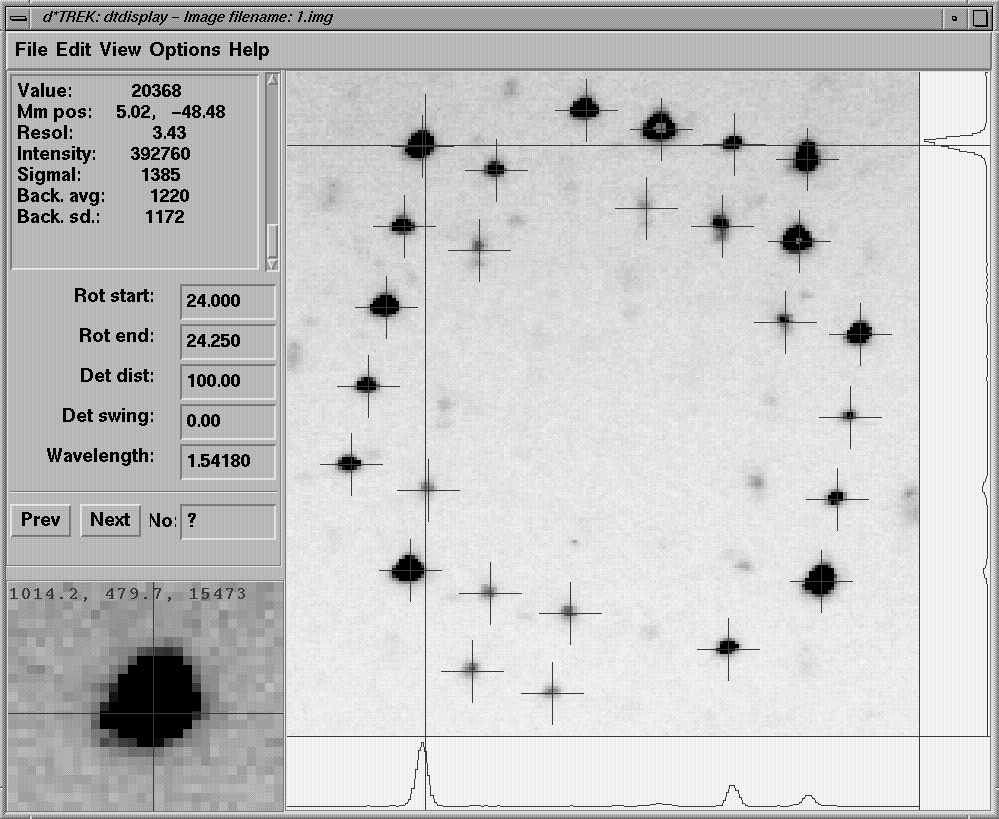 d*TREK: dtdisplay – Image filename: 1.img
File Edit View Options Help
Value: 20368
Mm pos: 5.02, −48.48
Resol: 3.43
Intensity: 392760
SigmaI: 1385
Back. avg: 1220
Back. sd.: 1172
Rot start: 24.000
Rot end: 24.250
Det dist: 100.00
Det swing: 0.00
Wavelength: 1.54180
Prev Next No: ?
1014.2, 479.7, 15473